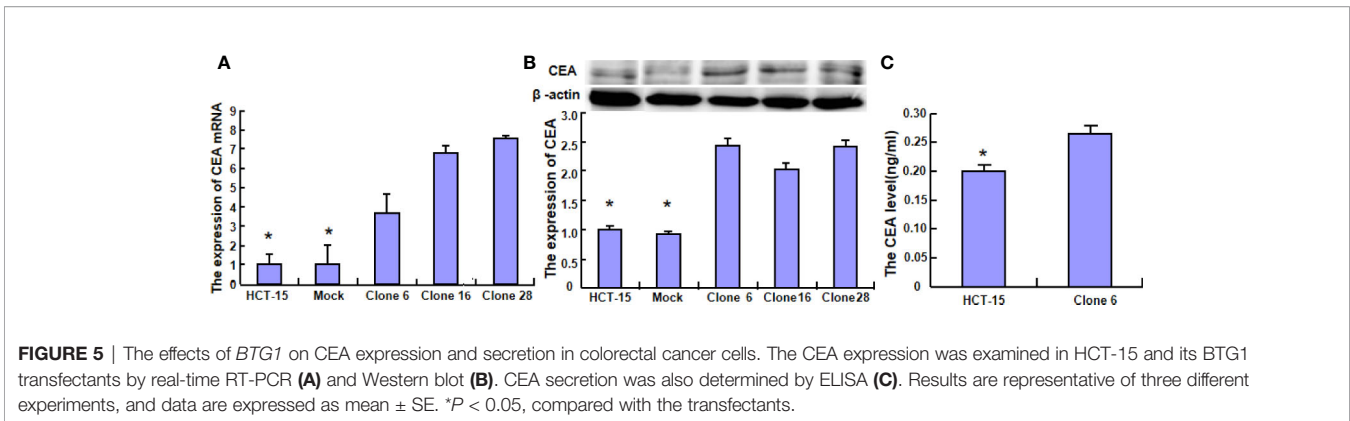 A
The expression of CEA mRNA
9
8
7
6
5
4
3
2
1
0
*
*
HCT-15 Mock Clone 6 Clone 16 Clone 28
B
CEA
β -actin
The expression of CEA
3.0
2.5
2.0
1.5
1.0
0.5
0
*
*
HCT-15 Mock Clone 6 Clone16 Clone28
C
The CEA level(ng/ml)
0.30
0.25
0.20
0.15
0.10
0.05
0
*
HCT-15 Clone 6
FIGURE 5 | The effects of BTG1 on CEA expression and secretion in colorectal cancer cells. The CEA expression was examined in HCT-15 and its BTG1
transfectants by real-time RT-PCR (A) and Western blot (B). CEA secretion was also determined by ELISA (C). Results are representative of three different
experiments, and data are expressed as mean ± SE. *P < 0.05, compared with the transfectants.